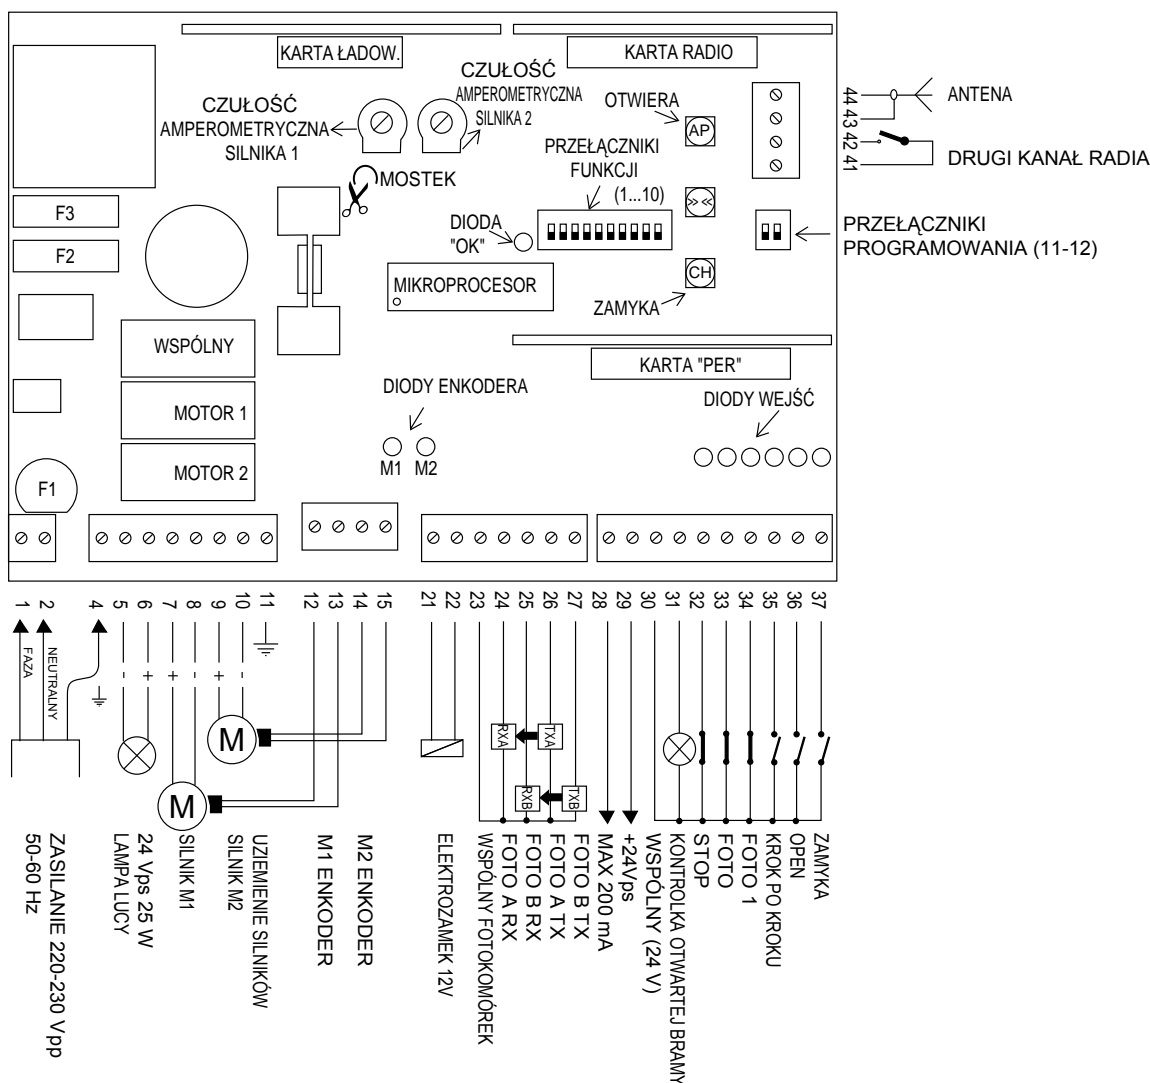 KARTA ŁADOW.
KARTA RADIO
CZUŁOŚĆ
AMPEROMETRYCZNA
SILNIKA 1
CZUŁOŚĆ
AMPEROMETRYCZNA
SILNIKA 2
OTWIERA
AP
44
43
42
41
ANTENA
DRUGI KANAŁ RADIA
PRZEŁĄCZNIKI
FUNKCJI
(1...10)
MOSTEK
>> <<
F3
F2
DIODA
"OK"
PRZEŁĄCZNIKI
PROGRAMOWANIA (11-12)
MIKROPROCESOR
CH
ZAMYKA
WSPÓLNY
KARTA "PER"
MOTOR 1
DIODY ENKODERA
DIODY WEJŚĆ
MOTOR 2
M1 M2
F1
1 2 4 5 6 7 8 9 10 11 12 13 14 15 21 22 23 24 25 26 27 28 29 30 31 32 33 34 35 36 37
FAZA
NEUTRALNY
- + + - + -
M
M
RXA
TXA
RXB
TXB
ZASILANIE 220-230 Vpp
50-60 Hz
24 Vps 25 W
LAMPA LUCY
SILNIK M1
UZIEMIENIE SILNIKÓW
SILNIK M2
M1 ENKODER
M2 ENKODER
ELEKTROZAMEK 12V
WSPÓLNY FOTOKOMÓREK
FOTO A RX
FOTO B RX
FOTO A TX
FOTO B TX
MAX 200 mA
+24Vps
WSPÓLNY (24 V)
KONTROLKA OTWARTEJ BRAMY
STOP
FOTO
FOTO 1
KROK PO KROKU
OPEN
ZAMYKA